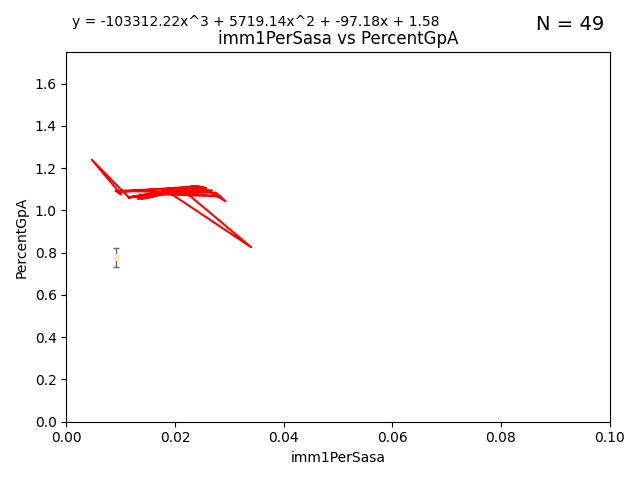 y = -103312.22x^3 + 5719.14x^2 + -97.18x + 1.58
N = 49
imm1PerSasa vs PercentGpA
1.6
1.4
1.2
1.0
0.8
0.6
0.4
0.2
0.0
PercentGpA
0.00 0.02 0.04 0.06 0.08 0.10
imm1PerSasa